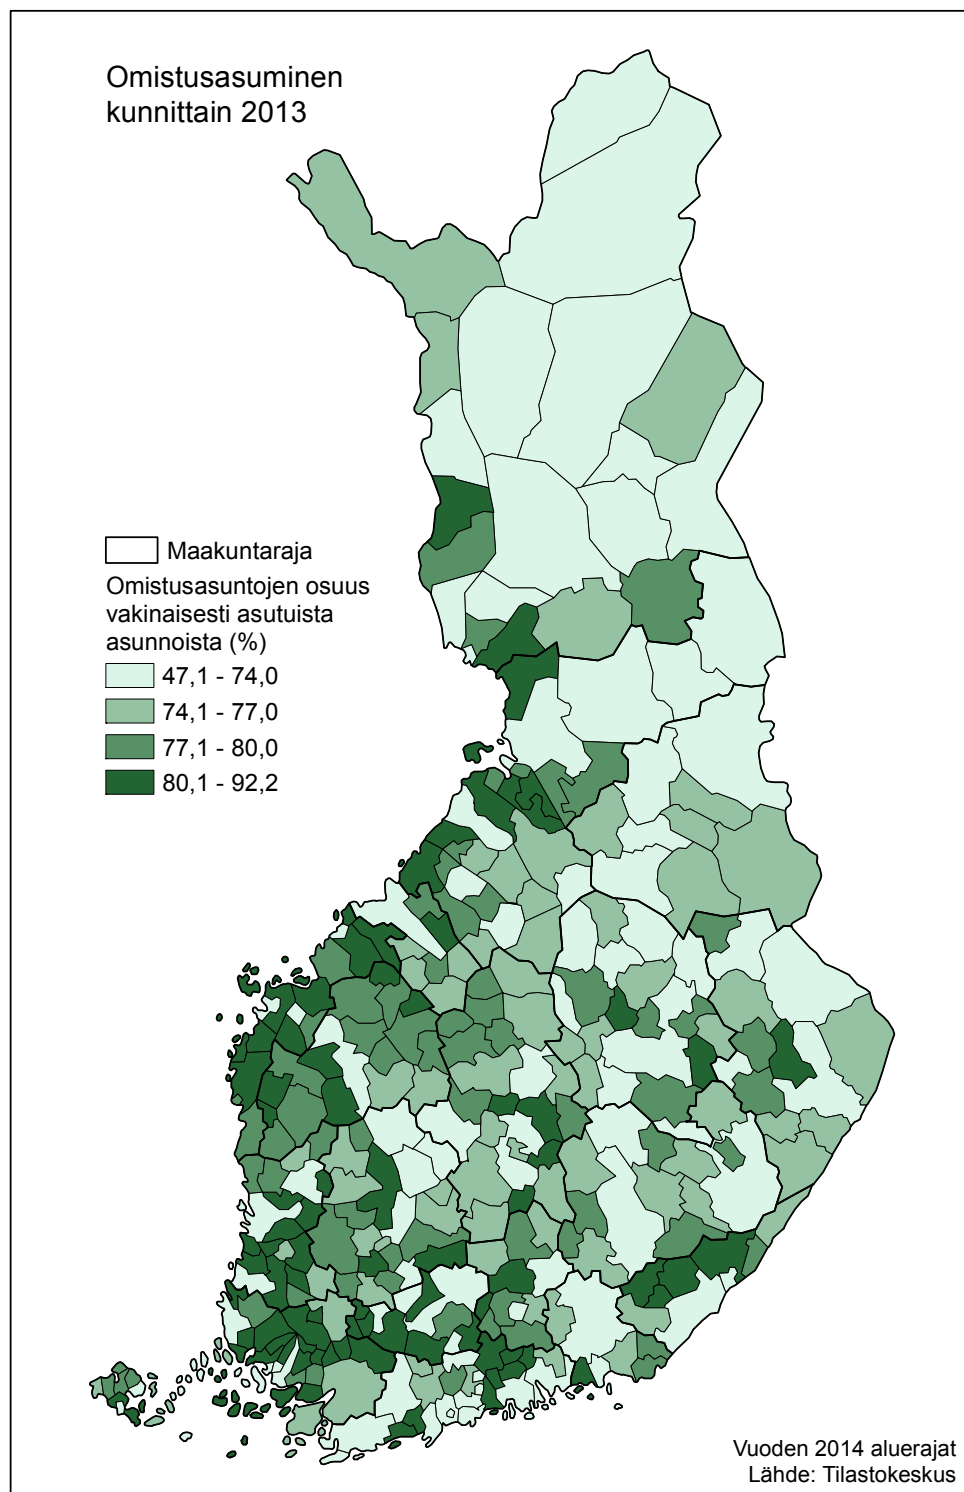 Omistusasuminen
kunnittain 2013
Maakuntaraja
Omistusasuntojen osuus
vakinaisesti asutuista
asunnoista (%)
47,1 - 74,0
74,1 - 77,0
77,1 - 80,0
80,1 - 92,2
Vuoden 2014 aluerajat
Lähde: Tilastokeskus